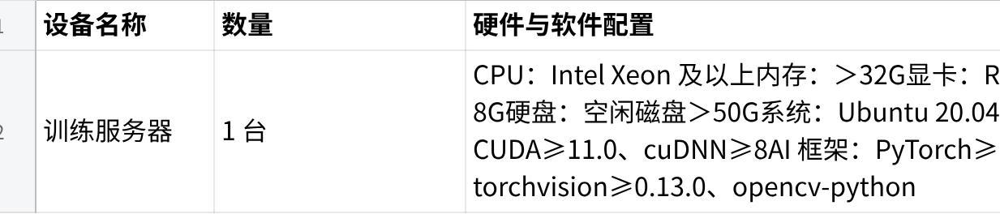 1 设备名称 数量 硬件与软件配置
2 训练服务器 1 台
CPU：Intel Xeon 及以上内存：＞32G显卡：R
8G硬盘：空闲磁盘＞50G系统：Ubuntu 20.04
CUDA≥11.0、cuDNN≥8AI 框架：PyTorch≥
torchvision≥0.13.0、opencv-python